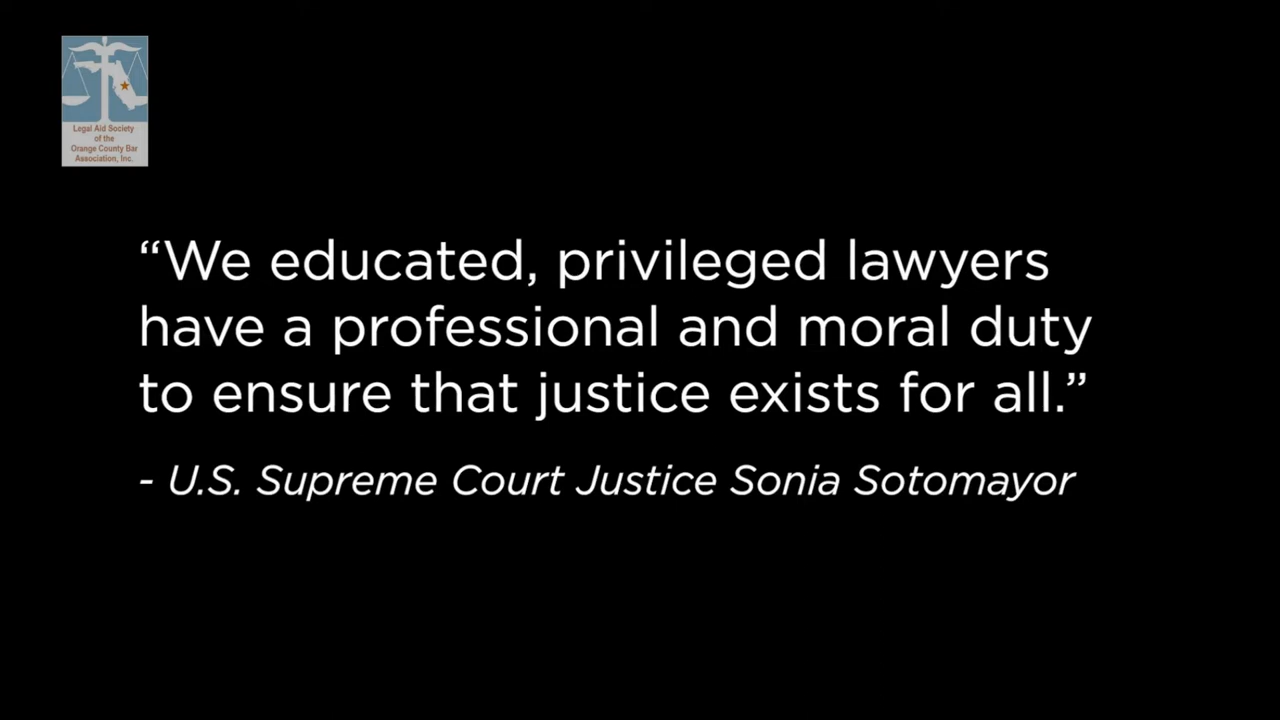 Legal Aid Society
of the
Orange County Bar
Association, Inc.
“We educated, privileged lawyers
have a professional and moral duty
to ensure that justice exists for all.”
- U.S. Supreme Court Justice Sonia Sotomayor